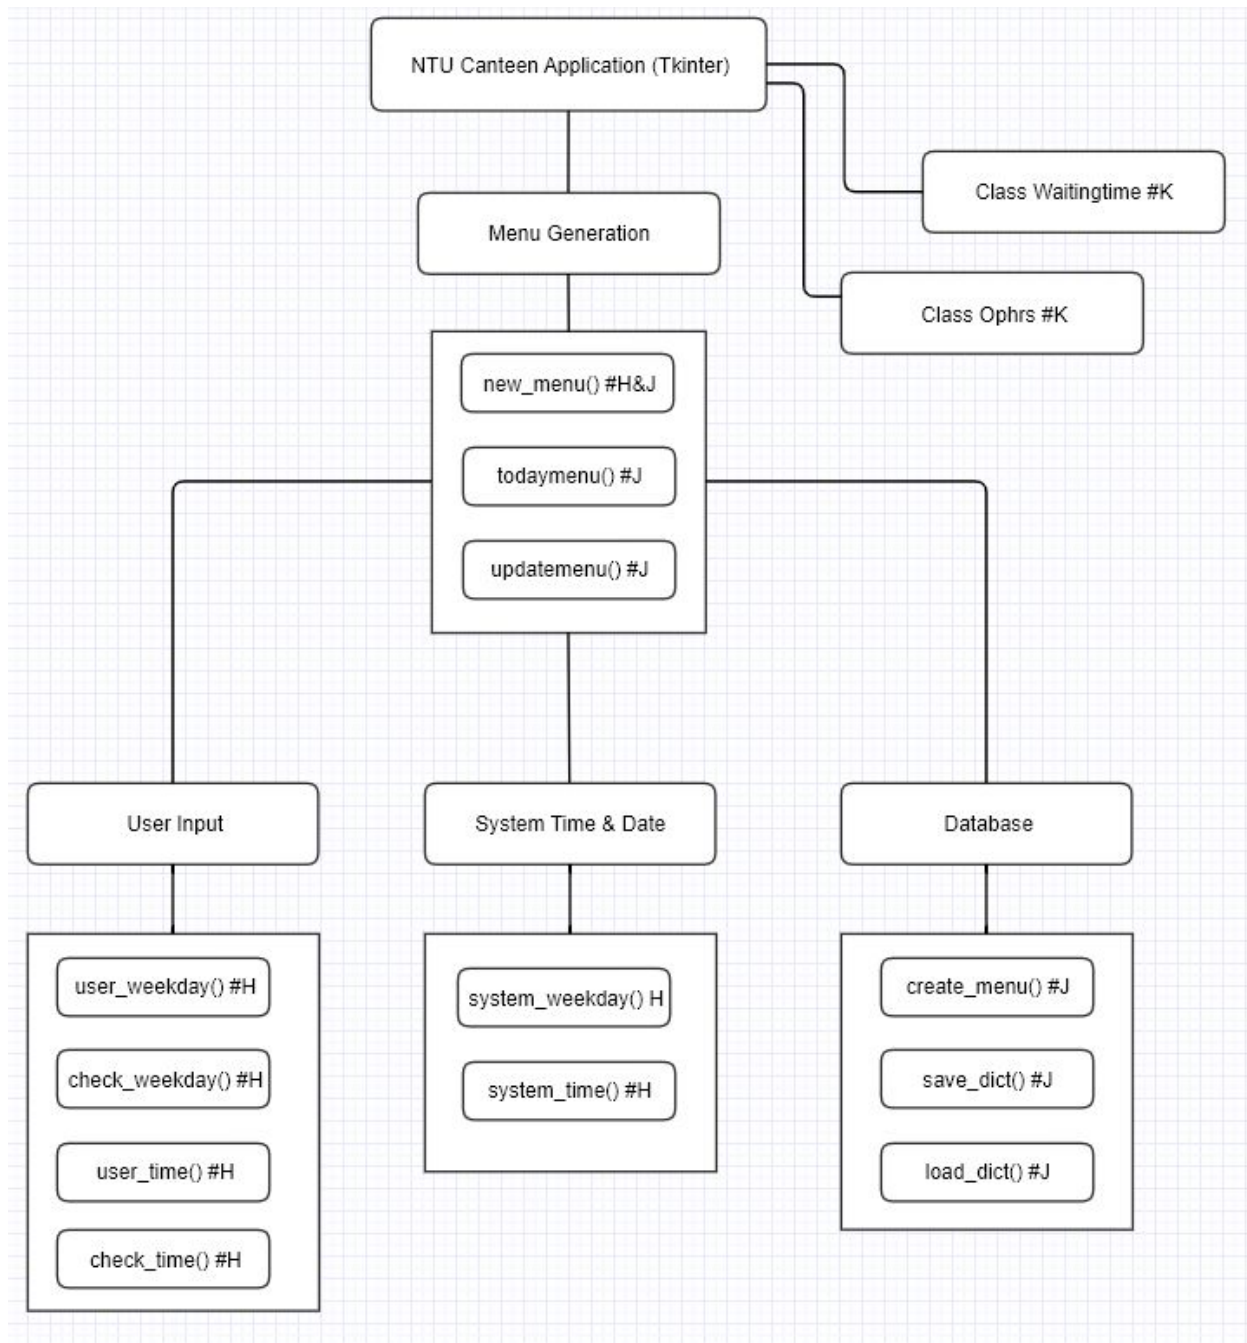 NTU Canteen Application (Tkinter)
Class Waitingtime #K
Menu Generation
Class Ophrs #K
new_menu() #H&J
todaymenu() #J
updatemenu() #J
User Input
System Time & Date
Database
user_weekday() #H
check_weekday() #H
user_time() #H
check_time() #H
system_weekday() H
system_time() #H
create_menu() #J
save_dict() #J
load_dict() #J